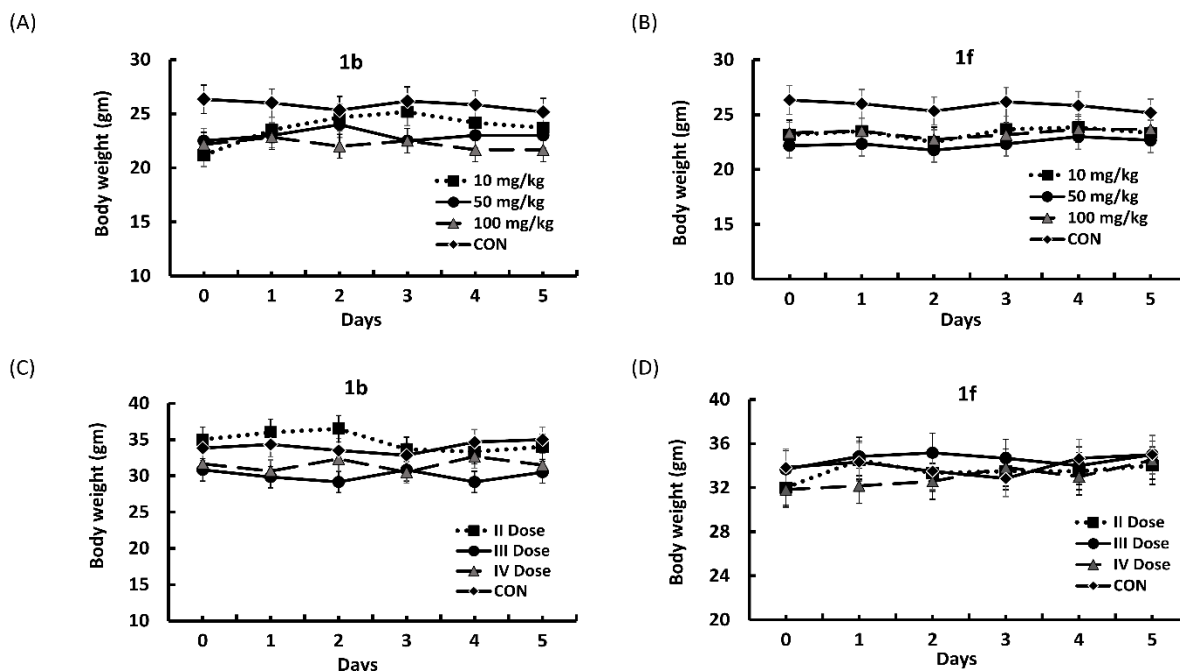 (A)
1b
Body weight (gm)
30
25
20
15
10
0 1 2 3 4 5
Days
10 mg/kg
50 mg/kg
100 mg/kg
CON
(B)
1f
Body weight (gm)
30
25
20
15
10
0 1 2 3 4 5
Days
10 mg/kg
50 mg/kg
100 mg/kg
CON
(C)
1b
Body weight (gm)
40
35
30
25
20
15
10
0 1 2 3 4 5
Days
II Dose
III Dose
IV Dose
CON
(D)
1f
Body weight (gm)
40
36
32
28
24
20
0 1 2 3 4 5
Days
II Dose
III Dose
IV Dose
CON